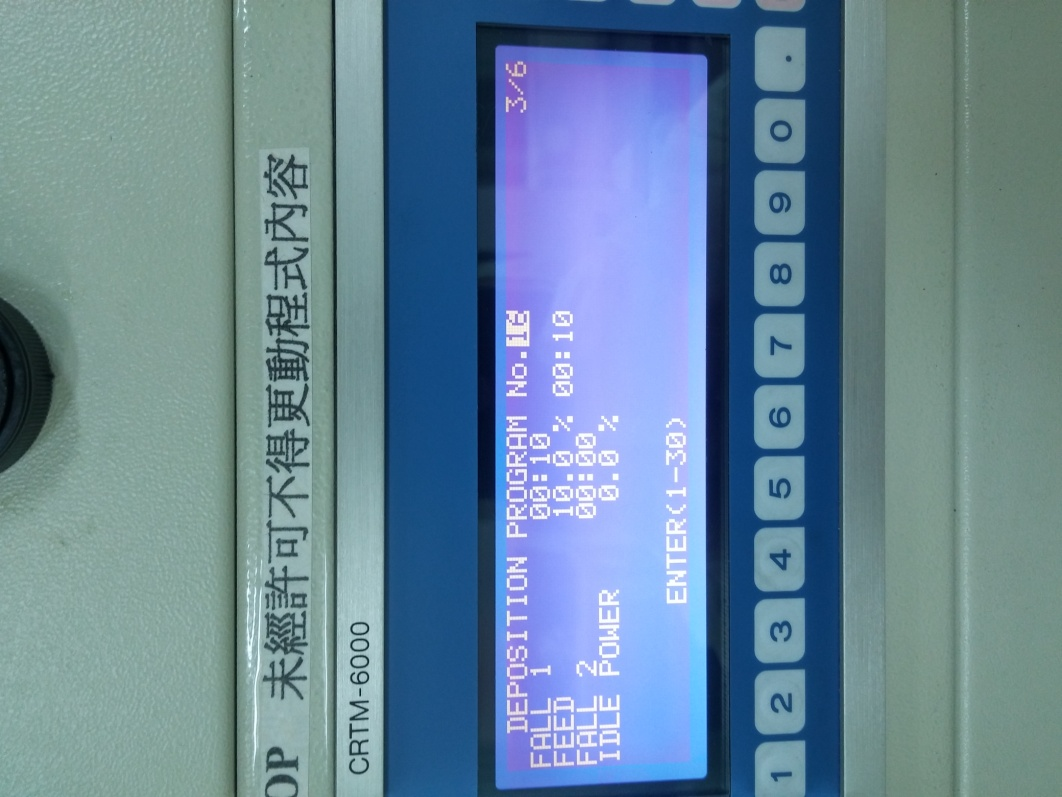 OP 未經許可不得更動程式內容
CRTM-6000
DEPOSITION PROGRAM No. 3/6
FALL 1 00:10
FEED 10.0 % 00:10
FALL 2 00:00
IDLE POWER 0.0 %
ENTER(1-30)
1 2 3 4 5 6 7 8 9 0 .